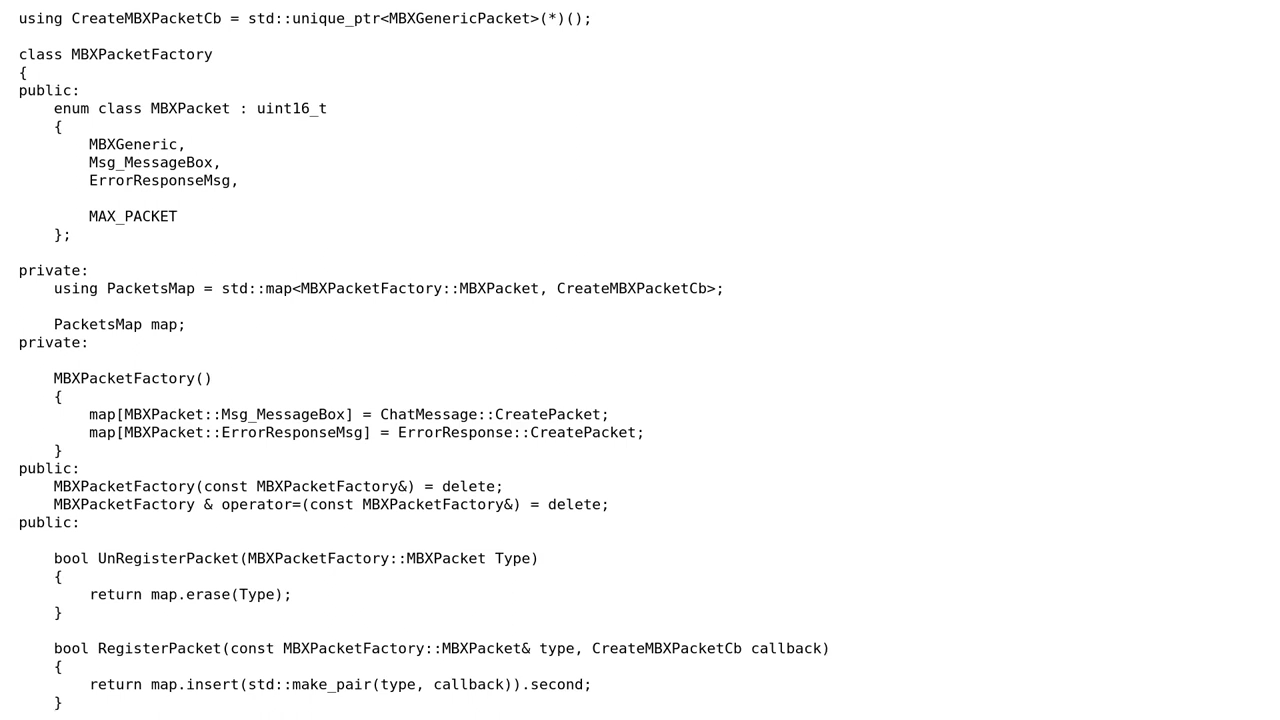 using CreateMBXPacketCb = std::unique_ptr<MBXGenericPacket>(*)();
class MBXPacketFactory
{
public:
    enum class MBXPacket : uint16_t
    {
        MBXGeneric,
        Msg_MessageBox,
        ErrorResponseMsg,
        MAX_PACKET
    };
private:
    using PacketsMap = std::map<MBXPacketFactory::MBXPacket, CreateMBXPacketCb>;
    PacketsMap map;
private:
    MBXPacketFactory()
    {
        map[MBXPacket::Msg_MessageBox] = ChatMessage::CreatePacket;
        map[MBXPacket::ErrorResponseMsg] = ErrorResponse::CreatePacket;
    }
public:
    MBXPacketFactory(const MBXPacketFactory&) = delete;
    MBXPacketFactory & operator=(const MBXPacketFactory&) = delete;
public:
    bool UnRegisterPacket(MBXPacketFactory::MBXPacket Type)
    {
        return map.erase(Type);
    }
    bool RegisterPacket(const MBXPacketFactory::MBXPacket& type, CreateMBXPacketCb callback)
    {
        return map.insert(std::make_pair(type, callback)).second;
    }